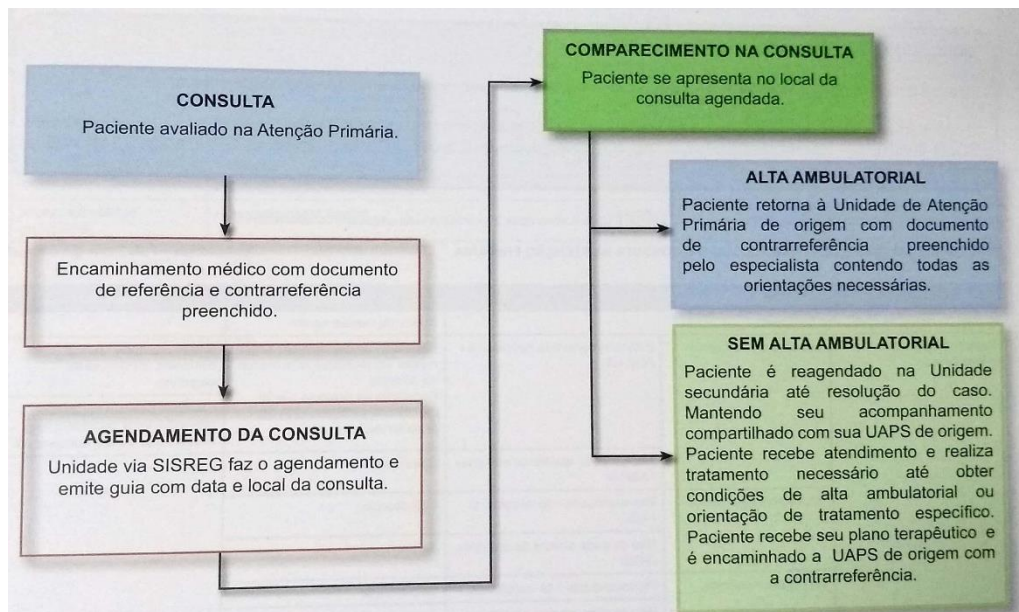 CONSULTA
Paciente avaliado na Atenção Primária.
Encaminhamento médico com documento
de referência e contrarreferência
preenchido.
AGENDAMENTO DA CONSULTA
Unidade via SISREG faz o agendamento e
emite guia com data e local da consulta.
COMPARECIMENTO NA CONSULTA
Paciente se apresenta no local da
consulta agendada.
ALTA AMBULATORIAL
Paciente retorna à Unidade de Atenção
Primária de origem com documento
de contrarreferência preenchido
pelo especialista contendo todas as
orientações necessárias.
SEM ALTA AMBULATORIAL
Paciente é reagendado na Unidade
secundária até resolução do caso.
Mantendo seu acompanhamento
compartilhado com sua UAPS de origem.
Paciente recebe atendimento e realiza
tratamento necessário até obter
condições de alta ambulatorial ou
orientação de tratamento específico.
Paciente recebe seu plano terapêutico e
é encaminhado a UAPS de origem com
a contrarreferência.